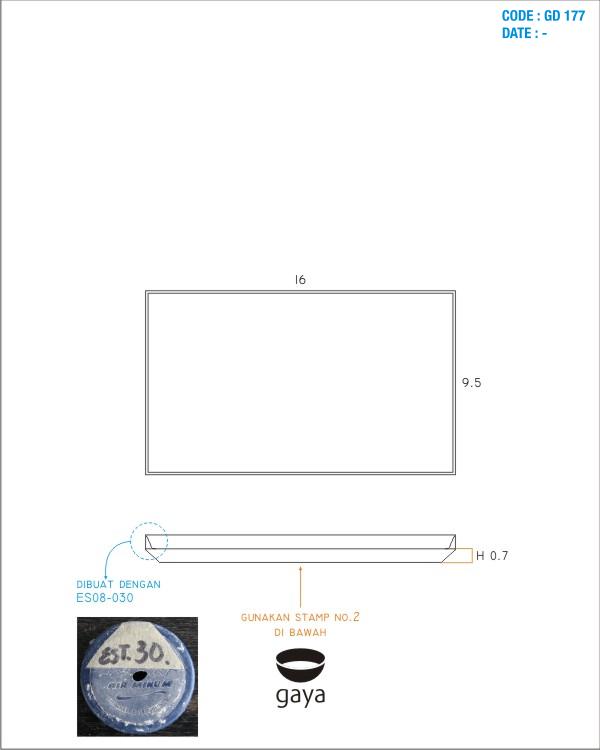 CODE : GD 177
DATE : -
16
9.5
H 0.7
DIBUAT DENGAN
ES08-030
GUNAKAN STAMP NO.2
DI BAWAH
EST. 30.
AIR MINUM
gaya